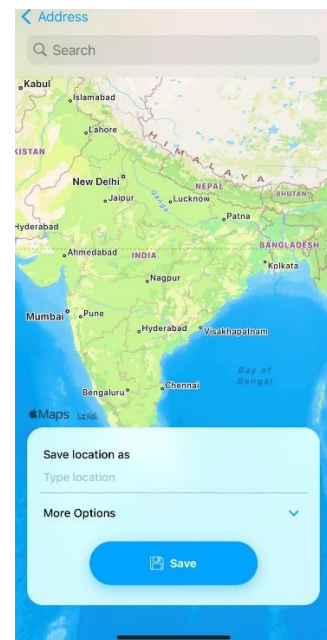 Address
Search
Kabul
Islamabad
Lahore
HIMALAYA
KISTAN
New Delhi
NEPAL
BHUTAN
Jaipur
Ganges
Lucknow
Patna
Hyderabad
BANGLADESH
Ahmedabad
INDIA
Kolkata
Nagpur
Mumbai
Pune
Hyderabad
Visakhapatnam
Bay of
Bengal
Bengaluru
Chennai
Maps Legal
Save location as
Type location
More Options
Save